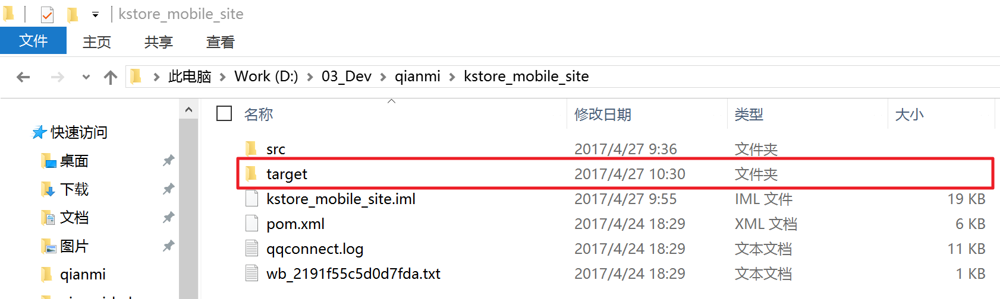 kstore_mobile_site
文件 主页 共享 查看
此电脑 Work (D:) 03_Dev qianmi kstore_mobile_site
名称 修改日期 类型 大小
快速访问
桌面
下载
文档
图片
qianmi
src 2017/4/27 9:36 文件夹
target 2017/4/27 10:30 文件夹
kstore_mobile_site.iml 2017/4/27 9:55 IML 文件 19 KB
pom.xml 2017/4/24 18:29 XML 文档 6 KB
qqconnect.log 2017/4/24 18:29 文本文档 11 KB
wb_2191f55c5d0d7fda.txt 2017/4/24 18:29 文本文档 1 KB